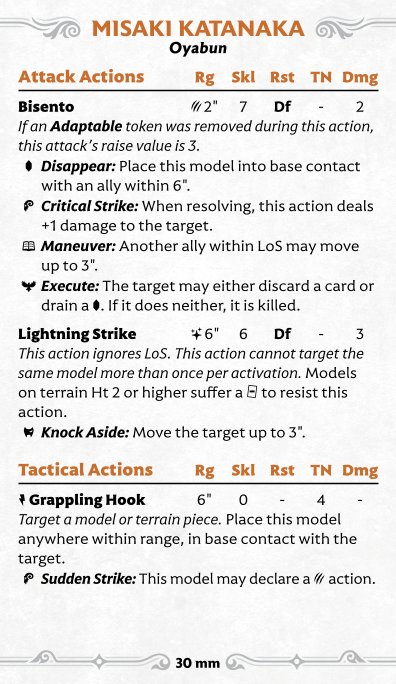 MISAKI KATANAKA
Oyabun
Attack Actions Rg Skl Rst TN Dmg
Bisento 2" 7 Df - 2
If an Adaptable token was removed during this action,
this attack's raise value is 3.
Disappear: Place this model into base contact
with an ally within 6".
Critical Strike: When resolving, this action deals
+1 damage to the target.
Maneuver: Another ally within LoS may move
up to 3".
Execute: The target may either discard a card or
drain a . If it does neither, it is killed.
Lightning Strike 6" 6 Df - 3
This action ignores LoS. This action cannot target the
same model more than once per activation. Models
on terrain Ht 2 or higher suffer a to resist this
action.
Knock Aside: Move the target up to 3".
Tactical Actions Rg Skl Rst TN Dmg
Grappling Hook 6" 0 - 4 -
Target a model or terrain piece. Place this model
anywhere within range, in base contact with the
target.
Sudden Strike: This model may declare a action.
30 mm